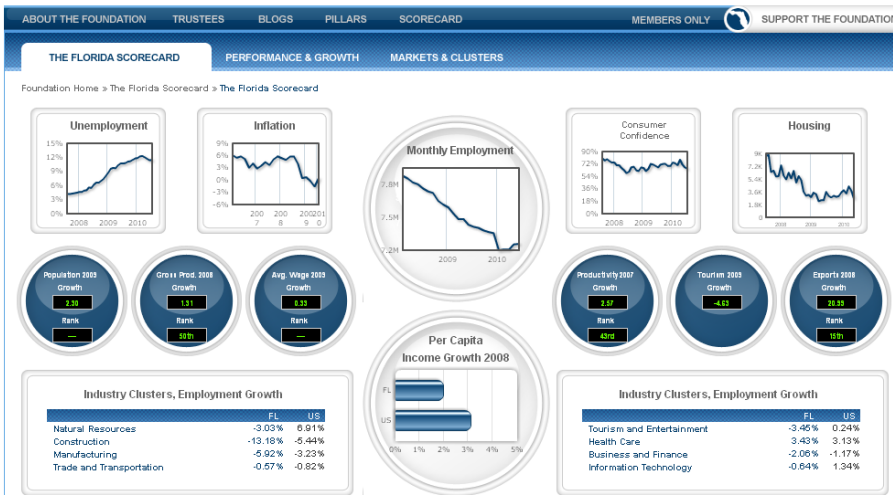 ABOUT THE FOUNDATION TRUSTEES BLOGS PILLARS SCORECARD MEMBERS ONLY SUPPORT THE FOUNDATION
THE FLORIDA SCORECARD PERFORMANCE & GROWTH MARKETS & CLUSTERS
Foundation Home » The Florida Scorecard » The Florida Scorecard
Unemployment
15%
12%
9%
6%
3%
0%
2008 2009 2010
Inflation
9%
6%
3%
0%
-3%
-6%
200 200 200 201
7 8 9 0
Monthly Employment
7.8M
7.5M
7.2M
2009 2010
Consumer
Confidence
90%
72%
54%
36%
18%
0%
2008 2009 2010
Housing
9K
7.2K
5.4K
3.6K
1.8K
0
2008 2009 2010
Population 2009
Growth
2.30
Rank
—
Gross Prod. 2008
Growth
1.31
Rank
50th
Avg. Wage 2009
Growth
0.33
Rank
—
Productivity 2007
Growth
2.57
Rank
43rd
Tourism 2009
Growth
-4.63
Exports 2008
Growth
20.93
Rank
15th
Per Capita
Income Growth 2008
FL
US
0% 1% 2% 3% 4% 5%
Industry Clusters, Employment Growth
FL US
Natural Resources -3.03% 6.91%
Construction -13.18% -5.44%
Manufacturing -5.92% -3.23%
Trade and Transportation -0.57% -0.82%
Industry Clusters, Employment Growth
FL US
Tourism and Entertainment -3.45% 0.24%
Health Care 3.43% 3.13%
Business and Finance -2.06% -1.17%
Information Technology -0.64% 1.34%